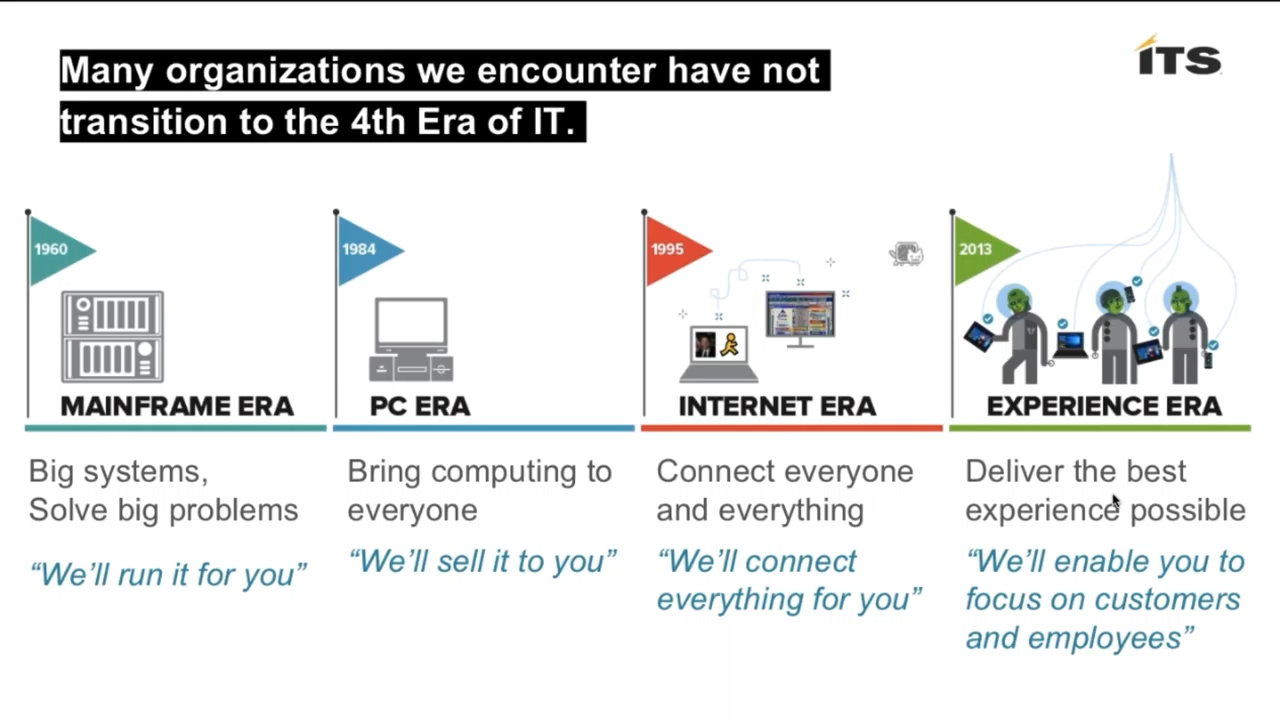 Many organizations we encounter have not
transition to the 4th Era of IT.
iTS
1960
MAINFRAME ERA
Big systems,
Solve big problems
“We’ll run it for you”
1984
PC ERA
Bring computing to
everyone
“We’ll sell it to you”
1995
INTERNET ERA
Connect everyone
and everything
“We’ll connect
everything for you”
2013
EXPERIENCE ERA
Deliver the best
experience possible
“We’ll enable you to
focus on customers
and employees”